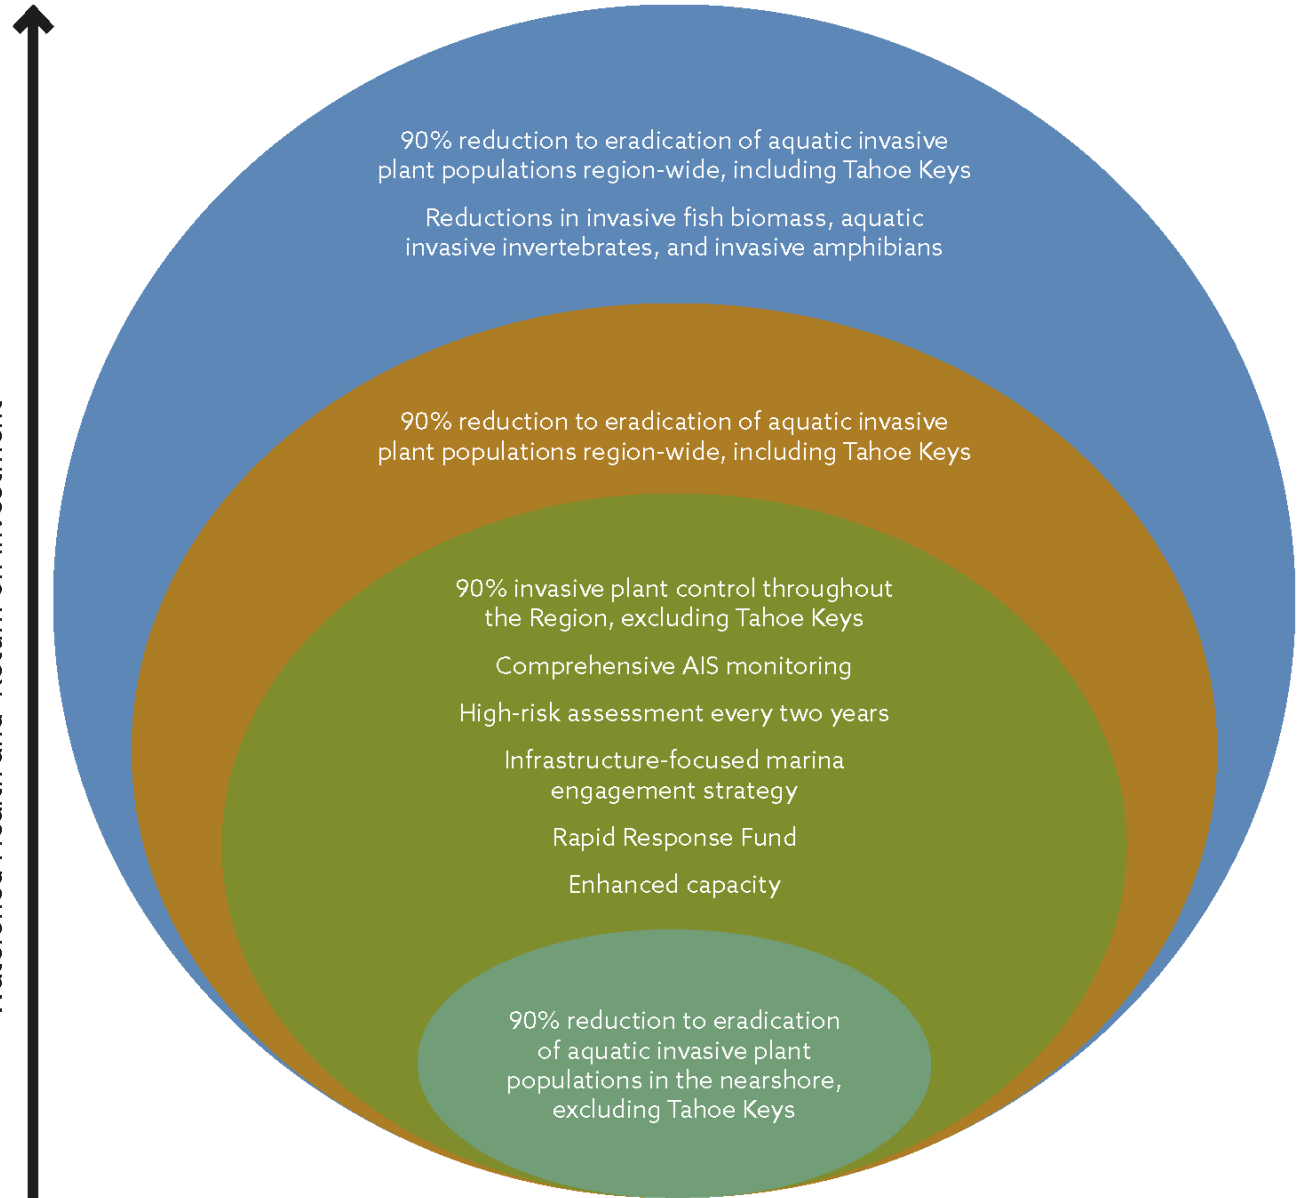 90% reduction to eradication of aquatic invasive
plant populations region-wide, including Tahoe Keys
Reductions in invasive fish biomass, aquatic
invasive invertebrates, and invasive amphibians
90% reduction to eradication of aquatic invasive
plant populations region-wide, including Tahoe Keys
90% invasive plant control throughout
the Region, excluding Tahoe Keys
Comprehensive AIS monitoring
High-risk assessment every two years
Infrastructure-focused marina
engagement strategy
Rapid Response Fund
Enhanced capacity
90% reduction to eradication
of aquatic invasive plant
populations in the nearshore,
excluding Tahoe Keys